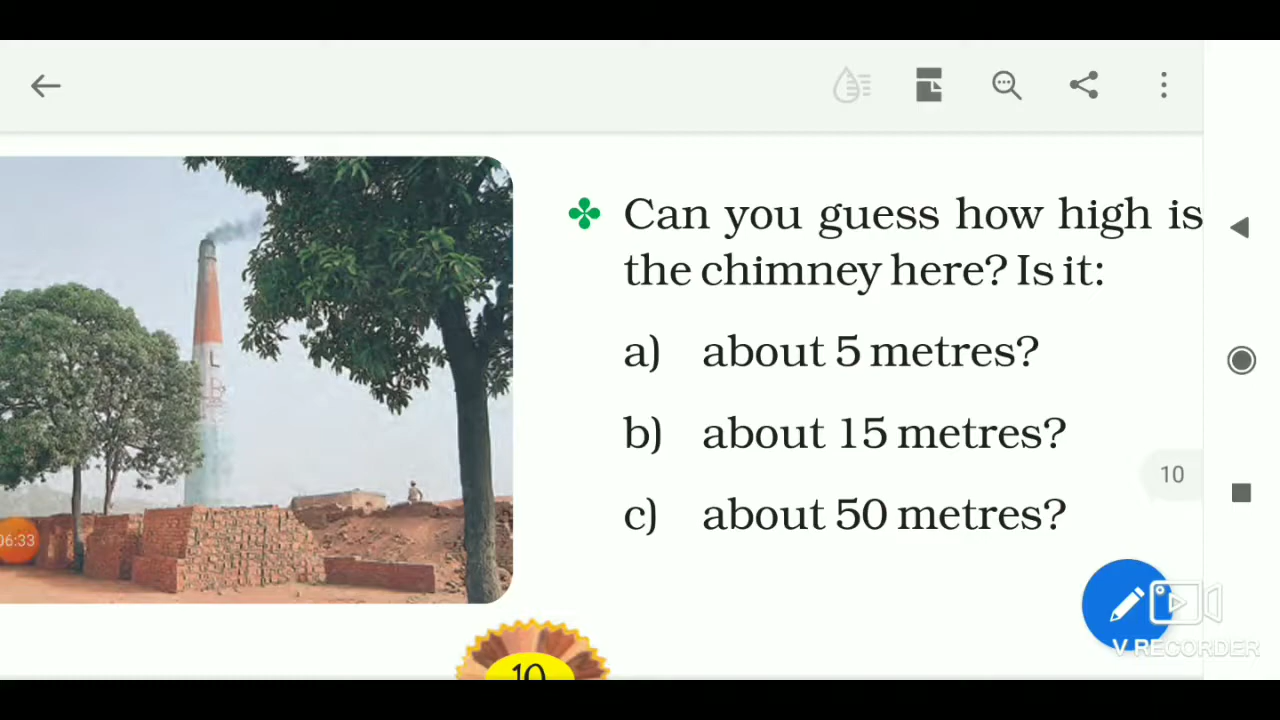 Can you guess how high is
the chimney here? Is it:
a) about 5 metres?
b) about 15 metres?
10
c) about 50 metres?
06:33
V RECORDER
10